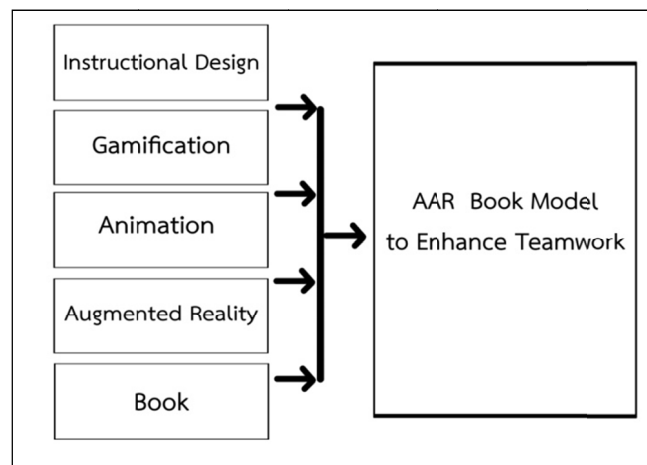 Instructional Design
Gamification
Animation
Augmented Reality
Book
AAR Book Model
to Enhance Teamwork